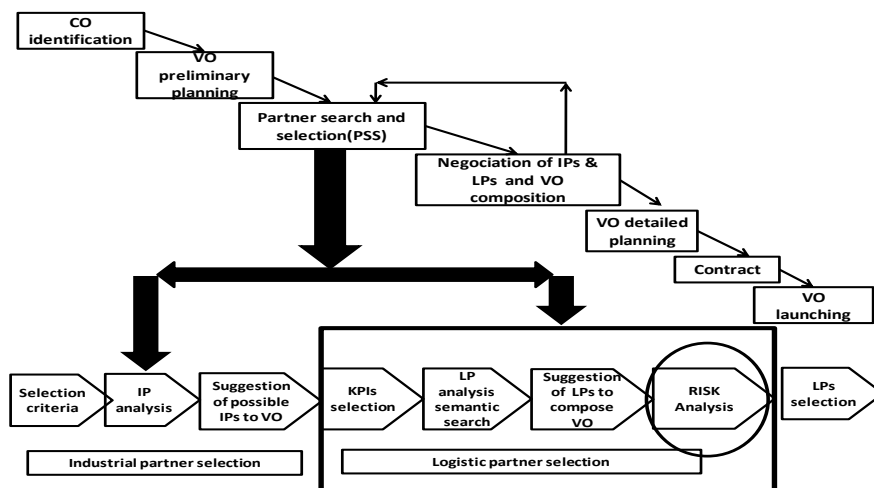 CO
identification
VO
preliminary
planning
Partner search and
selection(PSS)
Negociation of IPs &
LPs and VO
composition
VO detailed
planning
Contract
VO
launching
Selection
criteria
IP
analysis
Suggestion
of possible
IPs to VO
KPIs
selection
LP
analysis
semantic
search
Suggestion
of LPs to
compose
VO
RISK
Analysis
LPs
selection
Industrial partner selection
Logistic partner selection